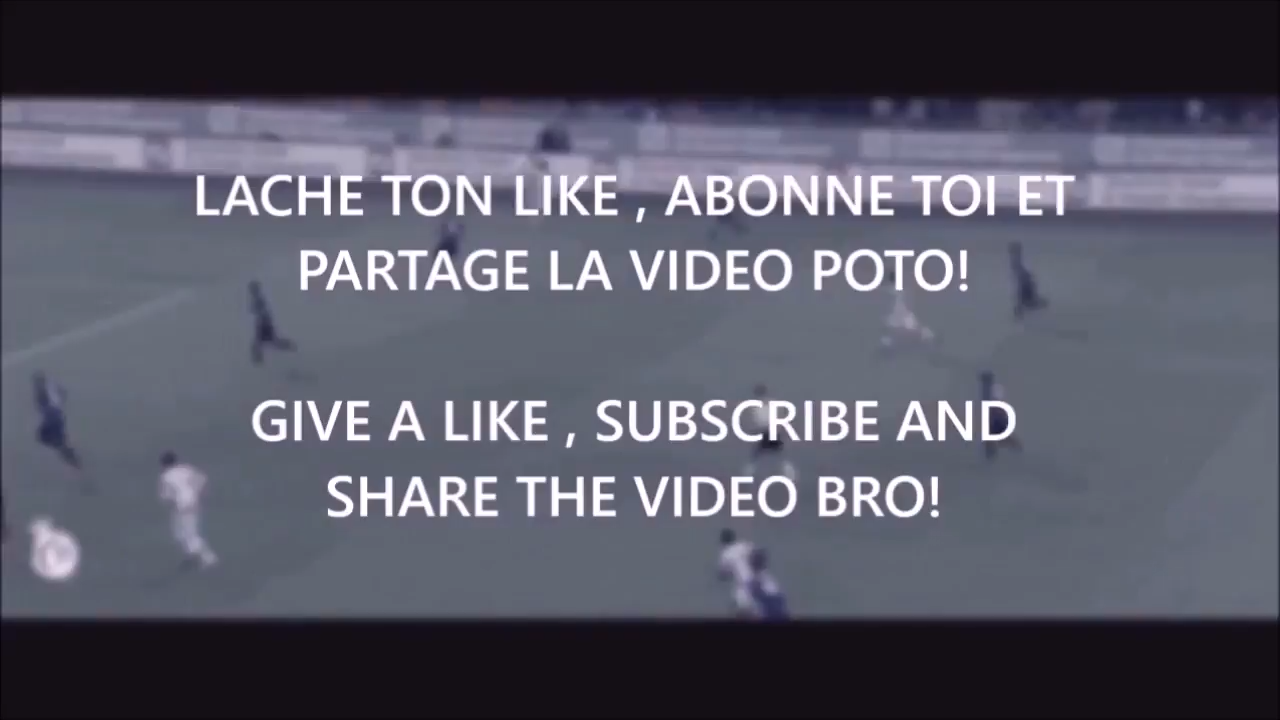 LACHE TON LIKE , ABONNE TOI ET
PARTAGE LA VIDEO POTO!
GIVE A LIKE , SUBSCRIBE AND
SHARE THE VIDEO BRO!